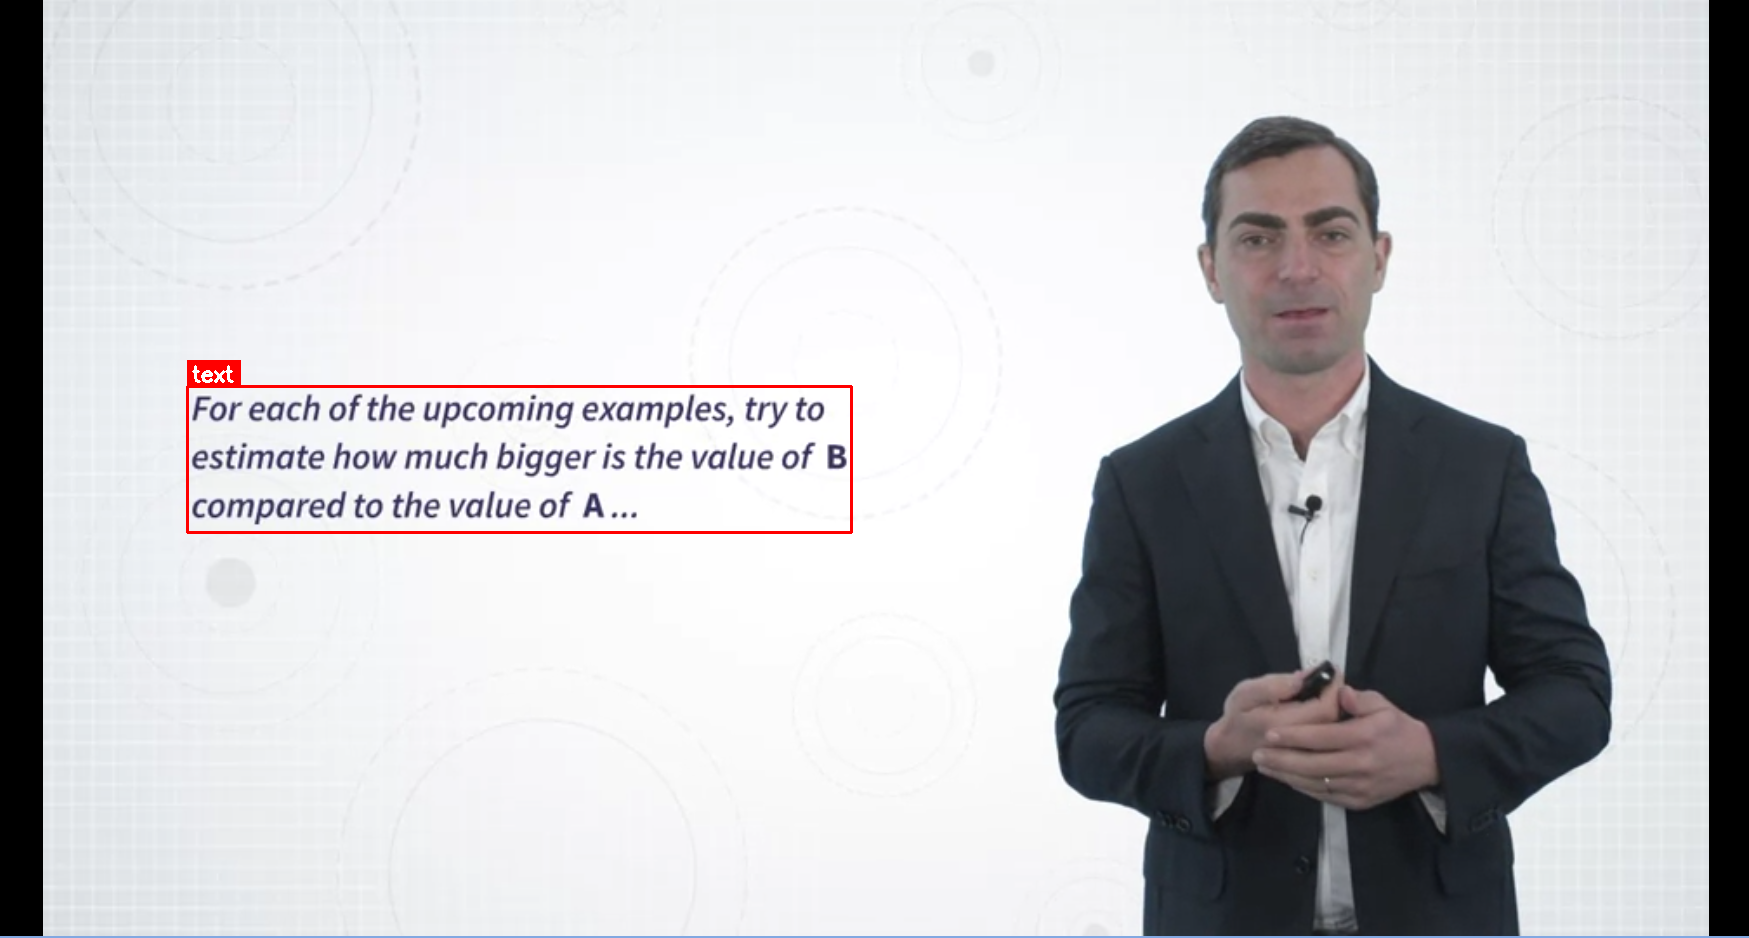 text
For each of the upcoming examples, try to
estimate how much bigger is the value of B
compared to the value of A ...